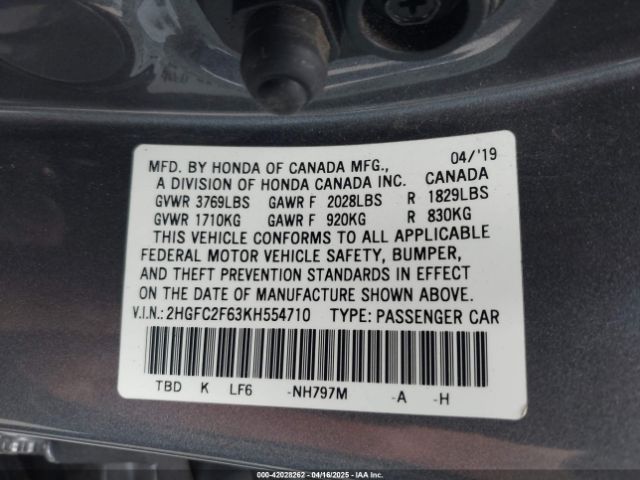 MFD. BY HONDA OF CANADA MFG., 04/'19
A DIVISION OF HONDA CANADA INC. CANADA
GVWR 3769LBS GAWR F 2028LBS R 1829LBS
GVWR 1710KG GAWR F 920KG R 830KG
THIS VEHICLE CONFORMS TO ALL APPLICABLE
FEDERAL MOTOR VEHICLE SAFETY, BUMPER,
AND THEFT PREVENTION STANDARDS IN EFFECT
ON THE DATE OF MANUFACTURE SHOWN ABOVE.
V.I.N.: 2HGFC2F63KH554710 TYPE: PASSENGER CAR
TBD K LF6 -NH797M -A -H
000-42028262 - 04/16/2025 - IAA Inc.